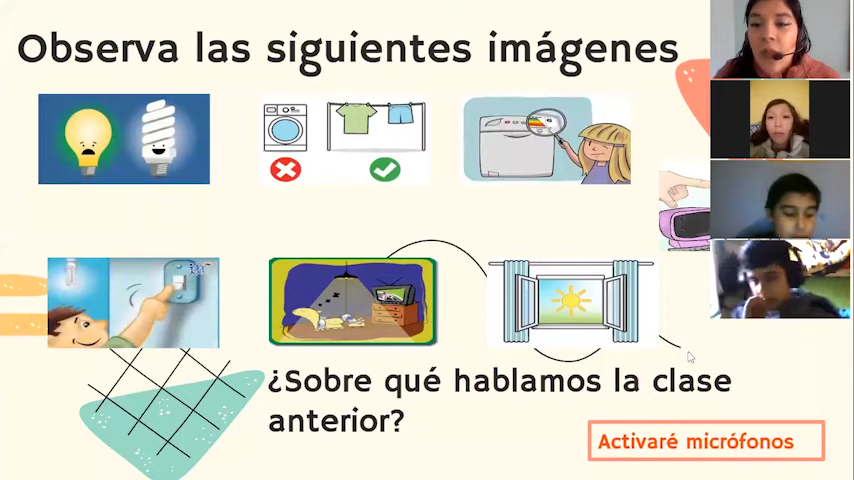 Observa las siguientes imágenes
¿Sobre qué hablamos la clase
anterior?
Activaré micrófonos